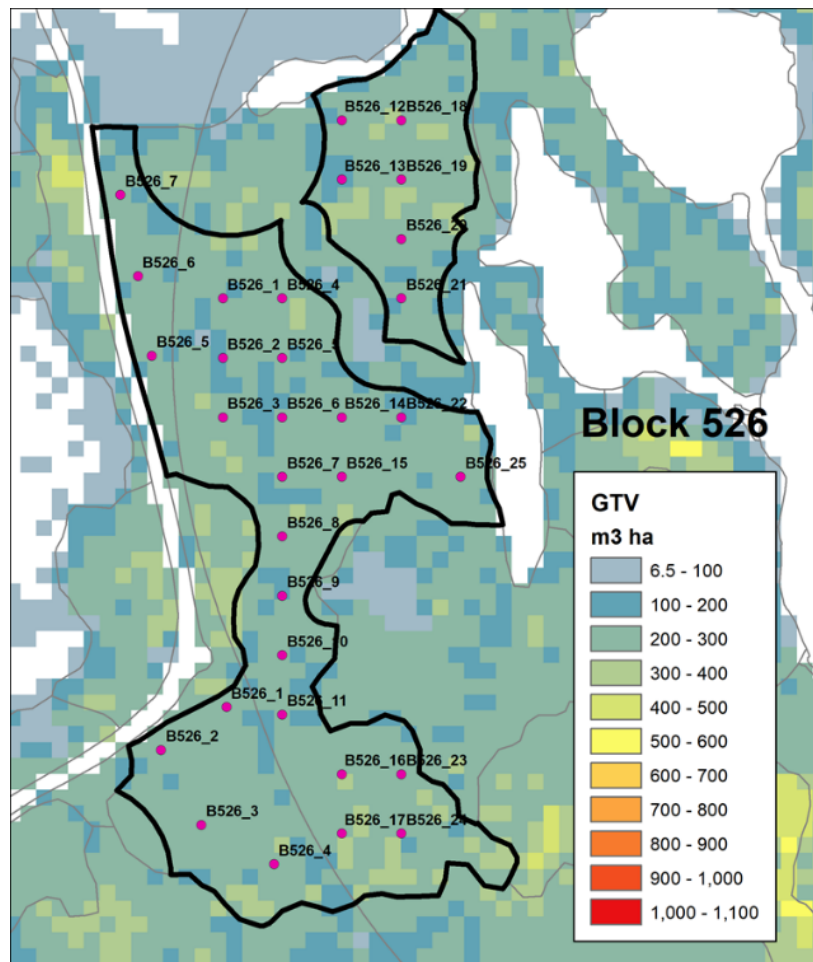 B526_12 B526_18
B526_13 B526_19
B526_7
B526_20
B526_6
B526_1 B526_4 B526_21
B526_5 B526_2 B526_5
B526_3 B526_6 B526_14 B526_22
Block 526
B526_7 B526_15 B526_25
GTV
m3 ha
B526_8
6.5 - 100
B526_9
100 - 200
200 - 300
B526_10
300 - 400
B526_1 B526_11
400 - 500
B526_2
500 - 600
B526_16 B526_23
600 - 700
B526_3 B526_17 B526_24
700 - 800
B526_4
800 - 900
900 - 1,000
1,000 - 1,100